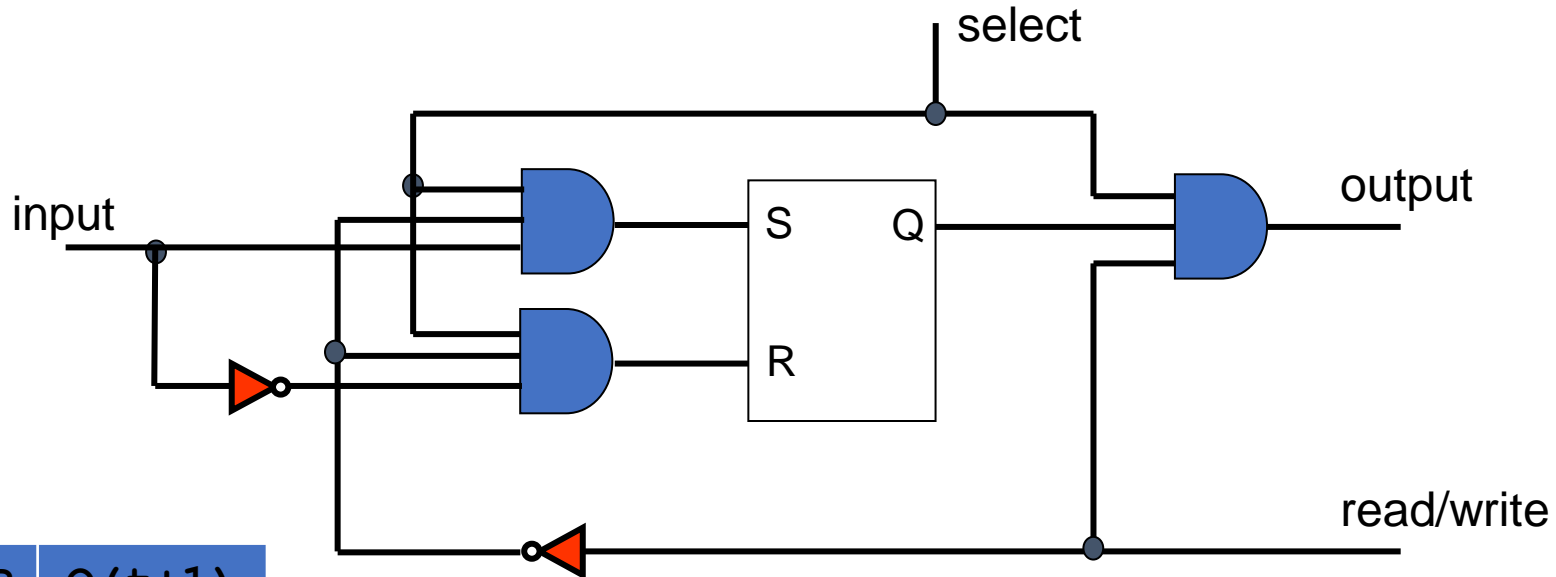 select
input
output
S Q
R
read/write
Q(t+1)